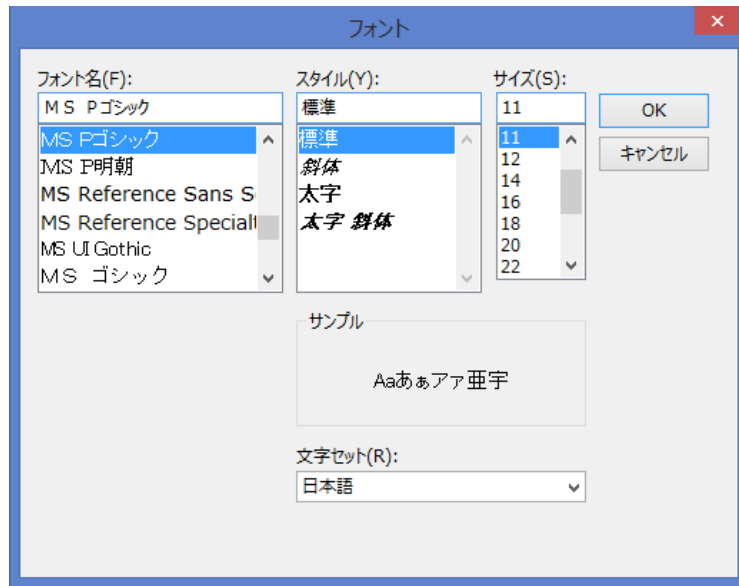 フォント
フォント名(F):
ＭＳ Ｐゴシック
MS Pゴシック
MS P明朝
MS Reference Sans S
MS Reference Special
MS UI Gothic
ＭＳ ゴシック
スタイル(Y):
標準
標準
斜体
太字
太字 斜体
サイズ(S):
11
11
12
14
16
18
20
22
OK
キャンセル
サンプル
Aaあぁアァ亜宇
文字セット(R):
日本語